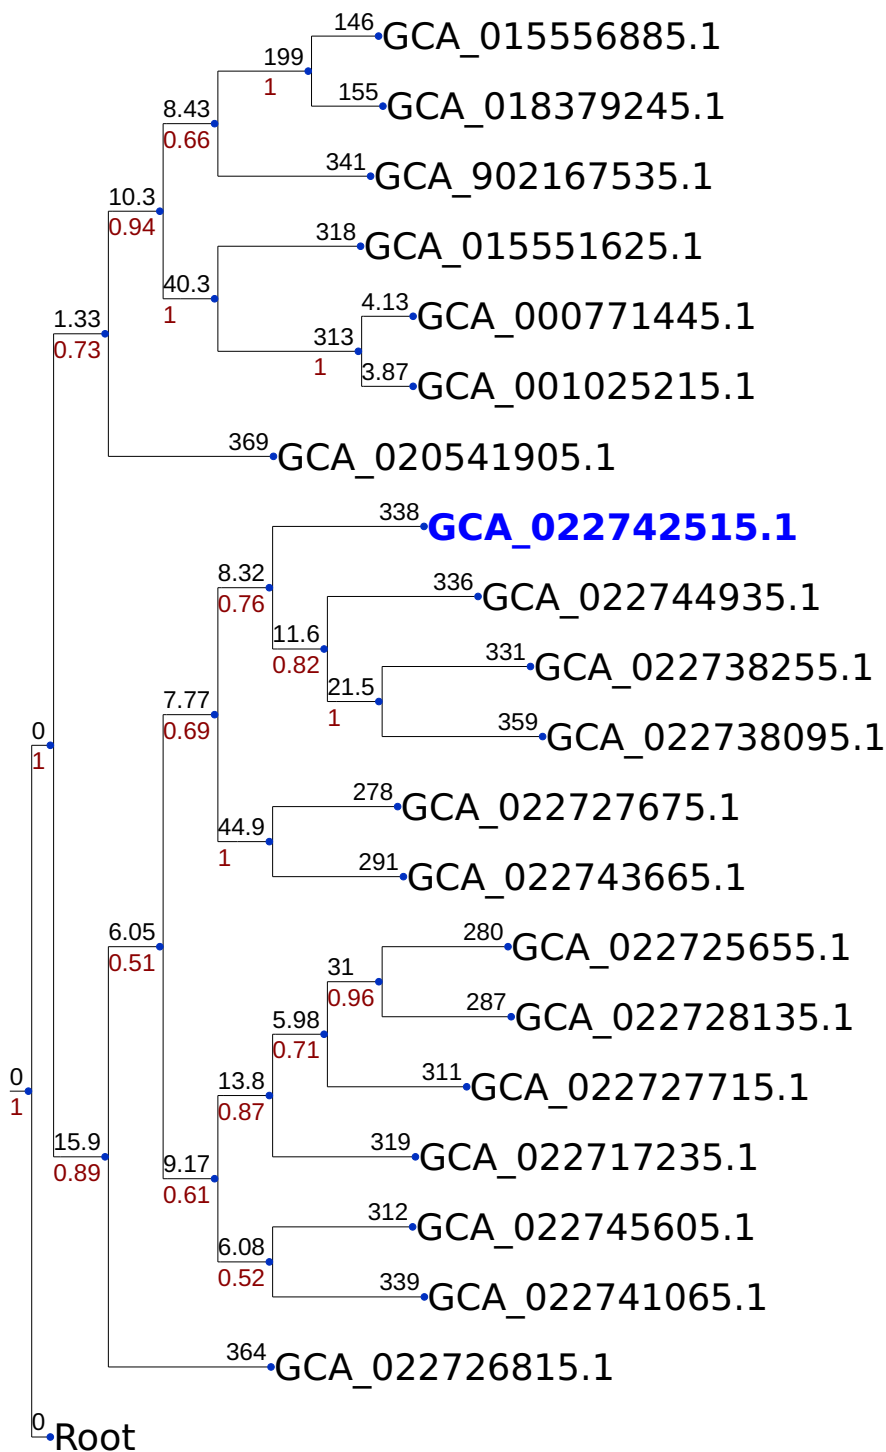 146
GCA_015556885.1
199
1
155
GCA_018379245.1
8.43
0.66
341
GCA_902167535.1
10.3
0.94
318
GCA_015551625.1
40.3
1
4.13
GCA_000771445.1
313
1
3.87
GCA_001025215.1
1.33
0.73
369
GCA_020541905.1
338
GCA_022742515.1
8.32
0.76
336
GCA_022744935.1
11.6
0.82
331
GCA_022738255.1
21.5
1
359
GCA_022738095.1
7.77
0.69
0
1
278
GCA_022727675.1
44.9
1
291
GCA_022743665.1
6.05
0.51
280
GCA_022725655.1
31
0.96
287
GCA_022728135.1
5.98
0.71
311
GCA_022727715.1
13.8
0.87
0
1
319
GCA_022717235.1
15.9
0.89
9.17
0.61
312
GCA_022745605.1
6.08
0.52
339
GCA_022741065.1
364
GCA_022726815.1
0
Root